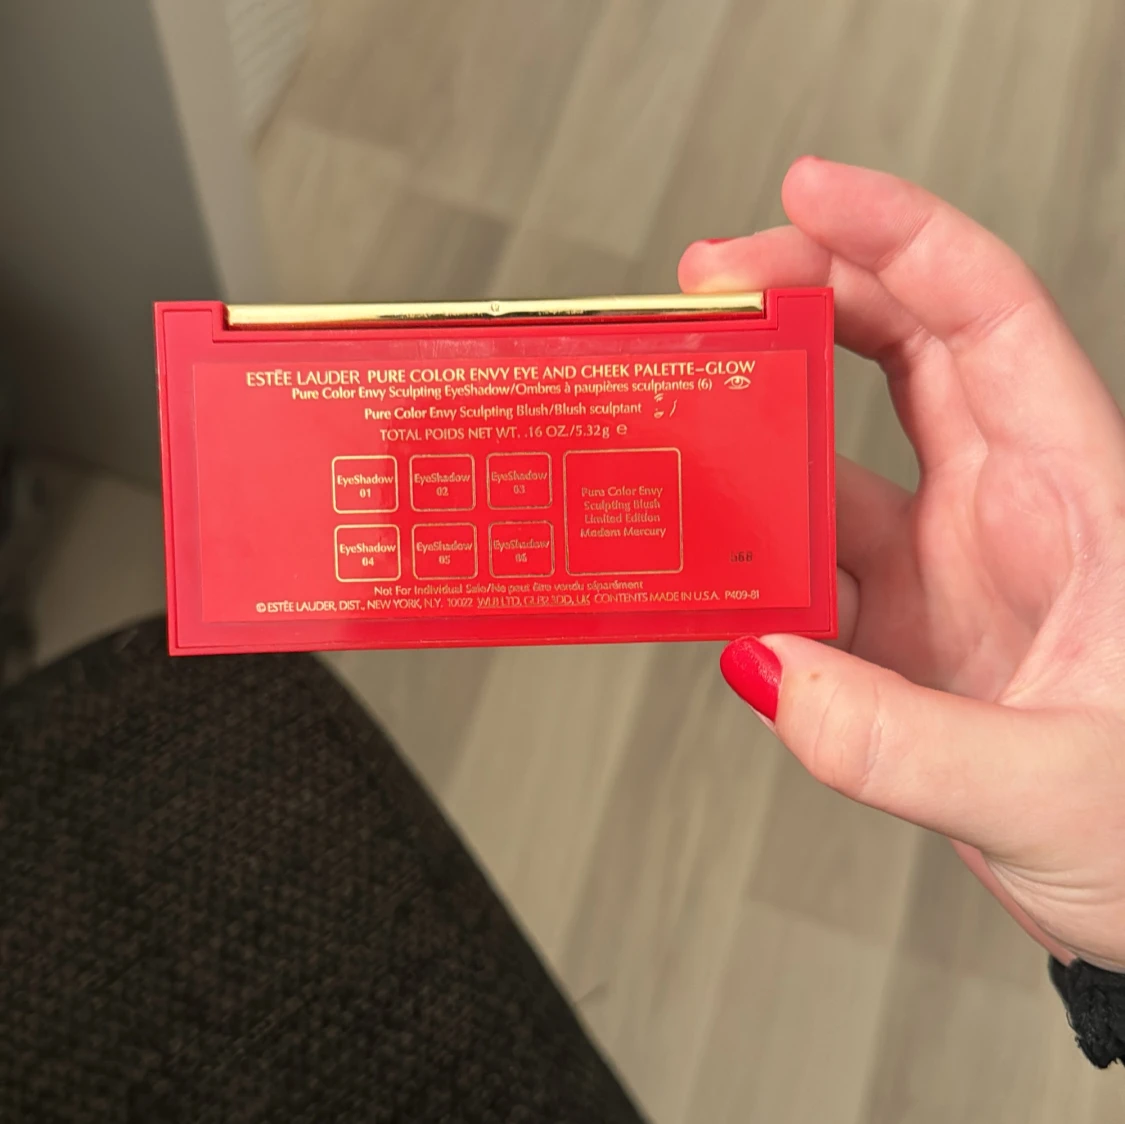 ESTĒE LAUDER PURE COLOR ENVY EYE AND CHEEK PALETTE–GLOW
Pure Color Envy Sculpting EyeShadow/Ombres à paupières sculptantes (6)
Pure Color Envy Sculpting Blush/Blush sculptant
TOTAL POIDS NET WT. .16 OZ./5.32g e
EyeShadow
01
EyeShadow
02
EyeShadow
03
Pure Color Envy
Sculpting Blush
Limited Edition
Madam Mercury
EyeShadow
04
EyeShadow
05
EyeShadow
06
Not For Individual Sale/Ne peut être vendu séparément
© ESTĒE LAUDER, DIST., NEW YORK, N.Y. 10022 CONTENTS MADE IN U.S.A. P409-81